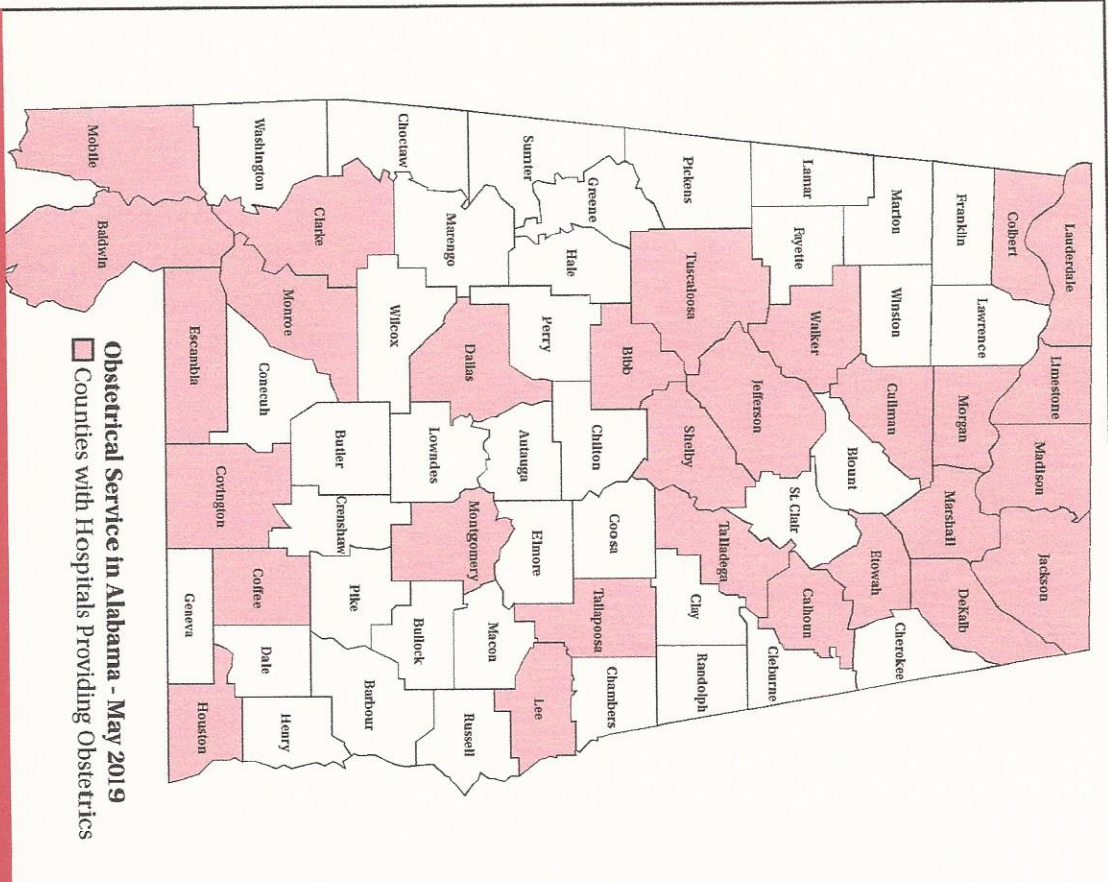 Lauderdale
Limestone
Madison
Jackson
Colbert
Franklin
Lawrence
Morgan
Marshall
DeKalb
Marion
Winston
Cullman
Blount
Etowah
Cherokee
Lamar
Fayette
Walker
Jefferson
St. Clair
Calhoun
Cleburne
Pickens
Tuscaloosa
Bibb
Shelby
Talladega
Clay
Randolph
Sumter
Greene
Hale
Perry
Chilton
Coosa
Tallapoosa
Chambers
Choctaw
Marengo
Dallas
Autauga
Elmore
Lee
Wilcox
Lowndes
Montgomery
Macon
Bullock
Russell
Washington
Clarke
Monroe
Conecuh
Butler
Crenshaw
Pike
Barbour
Mobile
Baldwin
Escambia
Covington
Coffee
Geneva
Dale
Henry
Houston
Obstetrical Service in Alabama - May 2019
Counties with Hospitals Providing Obstetrics